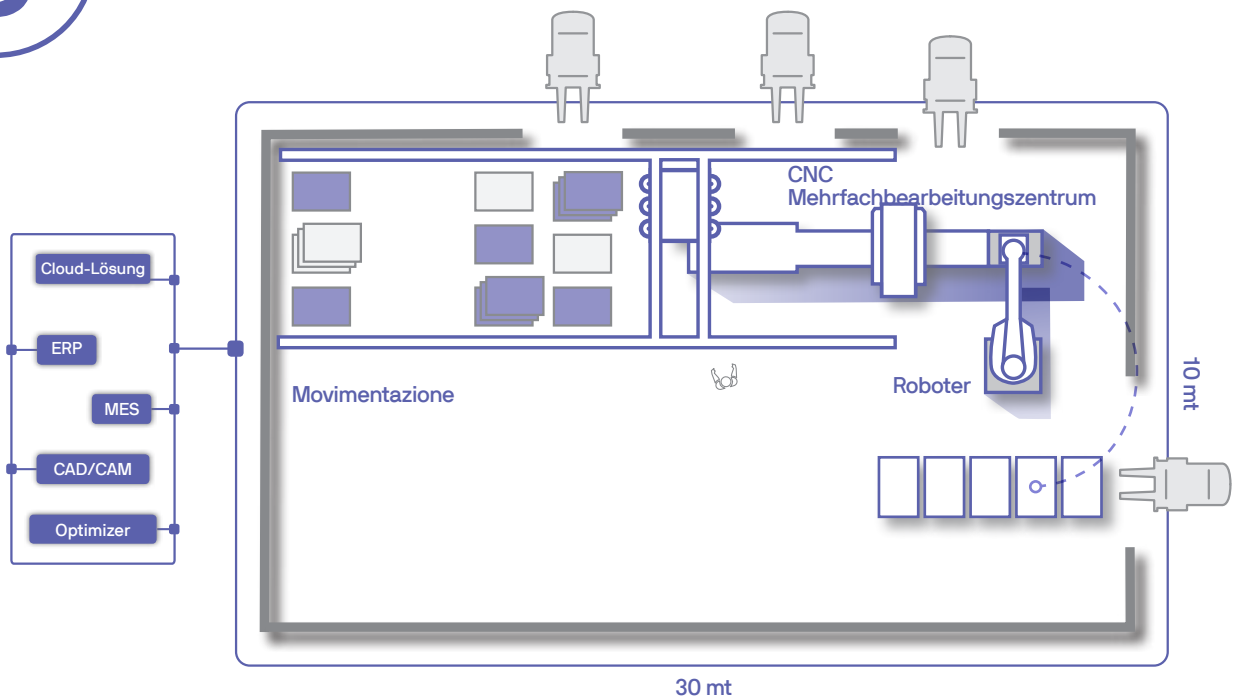 CNC
Mehrfachbearbeitungszentrum
Cloud-Lösung
ERP
MES
CAD/CAM
Optimizer
Movimentazione
Roboter
10 mt
30 mt